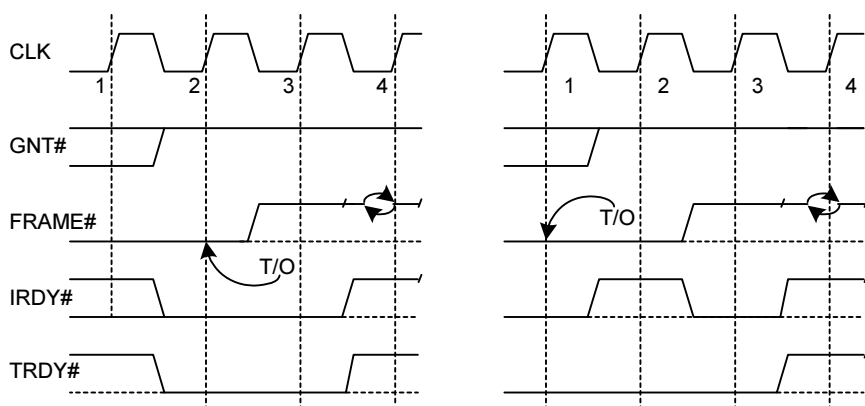 CLK
1 2 3 4 1 2 3 4
GNT#
FRAME#
T/O T/O
IRDY#
TRDY#